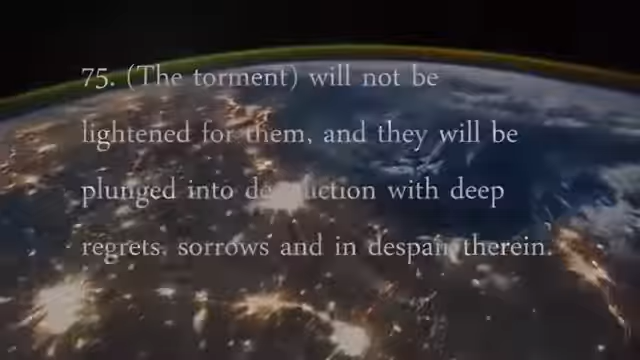 75. (The torment) will not be
lightened for them, and they will be
plunged into destruction with deep
regrets, sorrows and in despair therein.